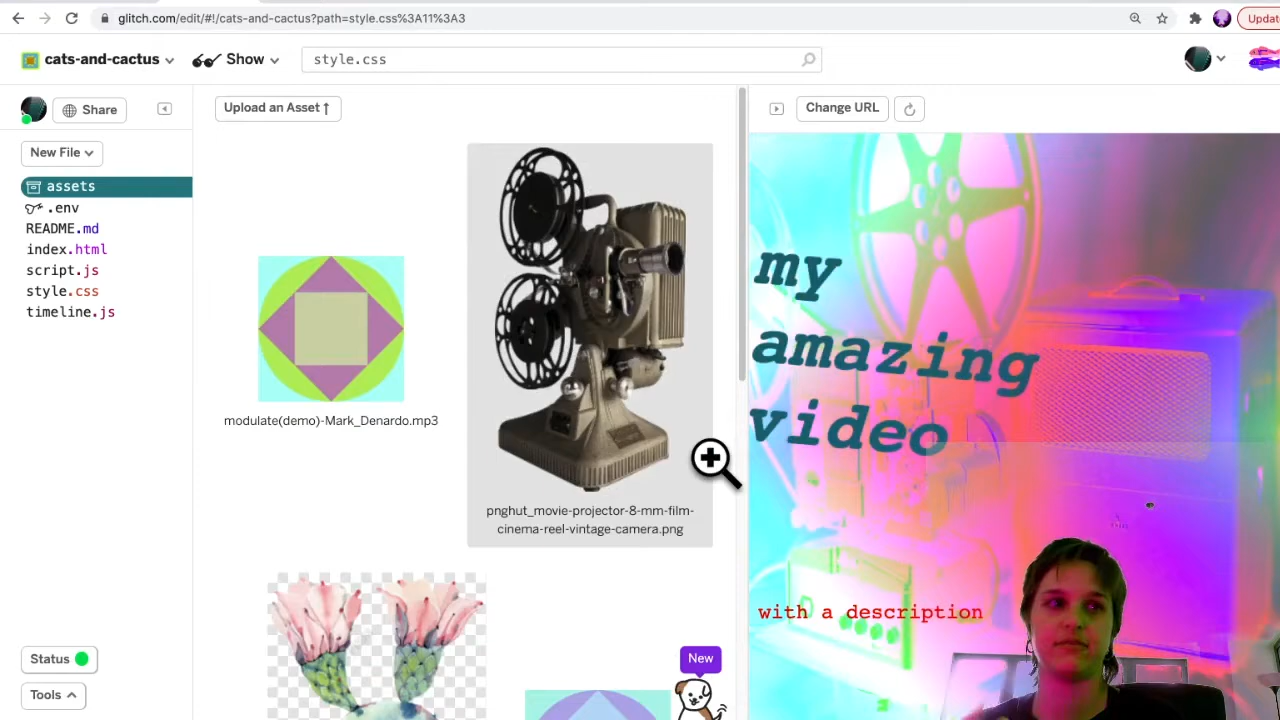 glitch.com/edit/#!/cats-and-cactus?path=style.css%3A11%3A3
Update
cats-and-cactus
Show
style.css
Share
Upload an Asset
Change URL
New File
assets
.env
README.md
index.html
script.js
style.css
timeline.js
modulate(demo)-Mark_Denardo.mp3
pnghut_movie-projector-8-mm-film-
cinema-reel-vintage-camera.png
my
amazing
video
with a description
Status
Tools
New